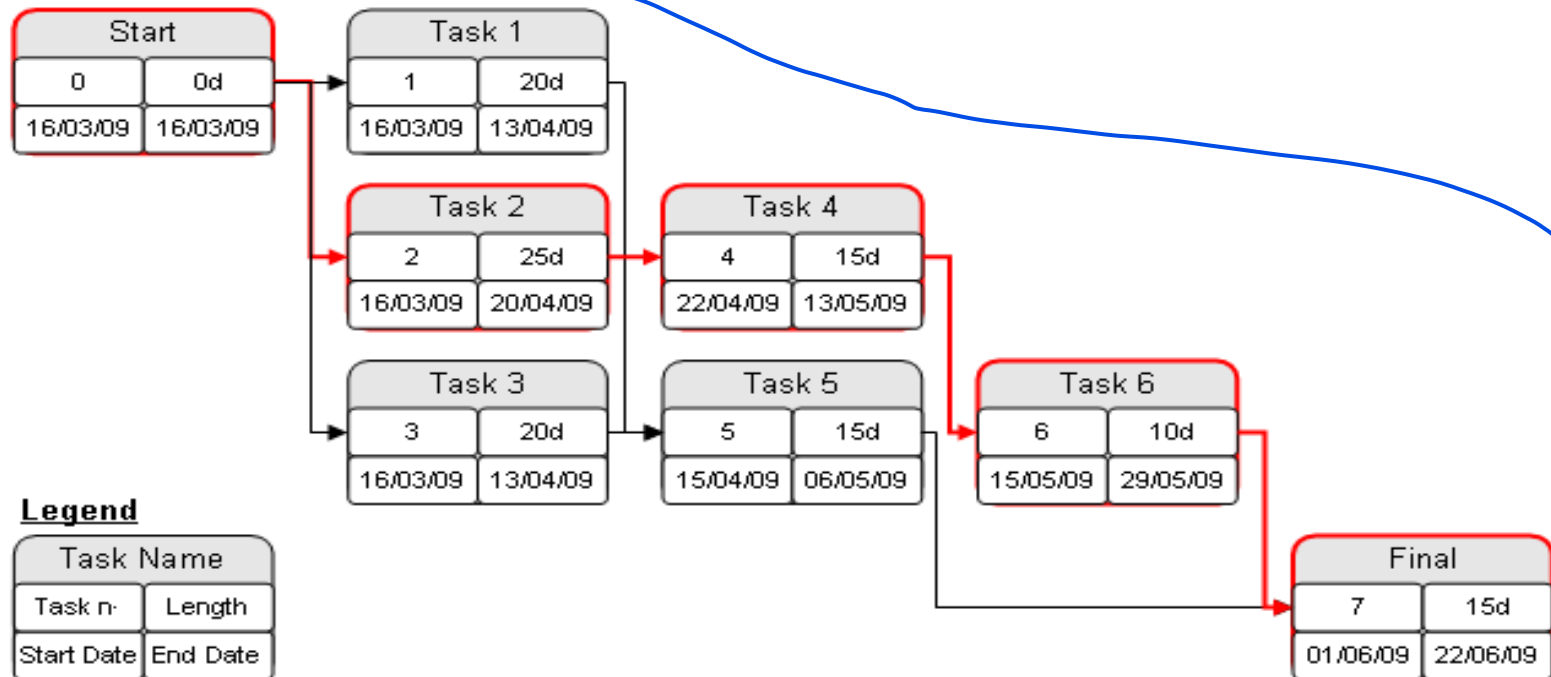 Start
0 0d
16/03/09 16/03/09
Task 1
1 20d
16/03/09 13/04/09
Task 2
2 25d
16/03/09 20/04/09
Task 4
4 15d
22/04/09 13/05/09
Task 3
3 20d
16/03/09 13/04/09
Task 5
5 15d
15/04/09 06/05/09
Task 6
6 10d
15/05/09 29/05/09
Legend
Task Name
Task n· Length
Start Date End Date
Final
7 15d
01/06/09 22/06/09